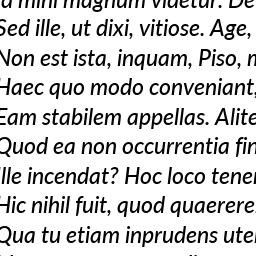 mihi magnum videtur. De
Sed ille, ut dixi, vitiose. Age,
Non est ista, inquam, Piso, m
Haec quo modo conveniant,
Eam stabilem appellas. Alite
Quod ea non occurrentia fin
Ille incendat? Hoc loco tener
Hic nihil fuit, quod quaerere
Qua tu etiam inprudens uter